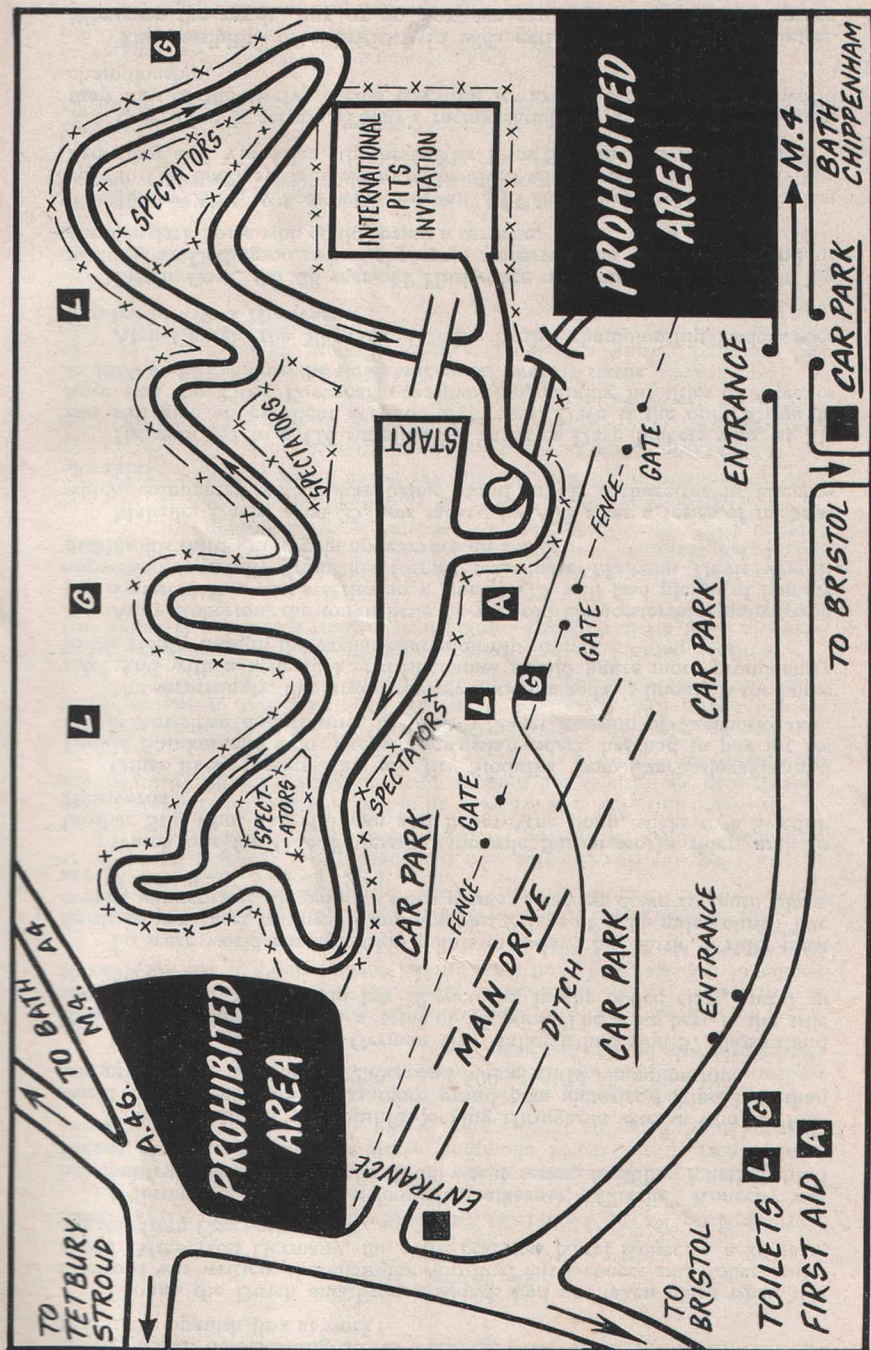 TO
TETBURY
STROUD
TO BATH A4
M.4.
A.46.
PROHIBITED
AREA
L
G
L
G
SPECTATORS
SPECT-
ATORS
SPECTATORS
SPECTATORS
START
INTERNATIONAL
PITS
INVITATION
CAR PARK
FENCE
GATE
L
A
G
ENTRANCE
MAIN DRIVE
DITCH
GATE
FENCE
GATE
PROHIBITED
AREA
CAR PARK
CAR PARK
ENTRANCE
ENTRANCE
TO
BRISTOL
TOILETS L G
FIRST AID A
TO BRISTOL
CAR PARK
M.4
BATH
CHIPPENHAM